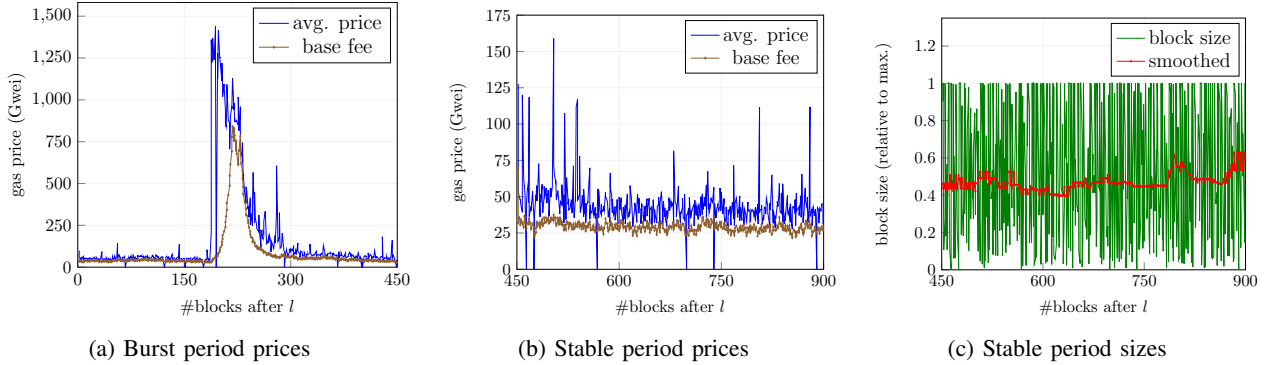 avg. price
base fee
1,500
1,250
1,000
750
500
250
0
gas price (Gwei)
0
150
300
450
#blocks after l
(a) Burst period prices
avg. price
base fee
175
150
125
100
75
50
25
0
gas price (Gwei)
450
600
750
900
#blocks after l
(b) Stable period prices
block size
smoothed
1.2
1
0.8
0.6
0.4
0.2
0
block size (relative to max.)
450
600
750
900
#blocks after l
(c) Stable period sizes